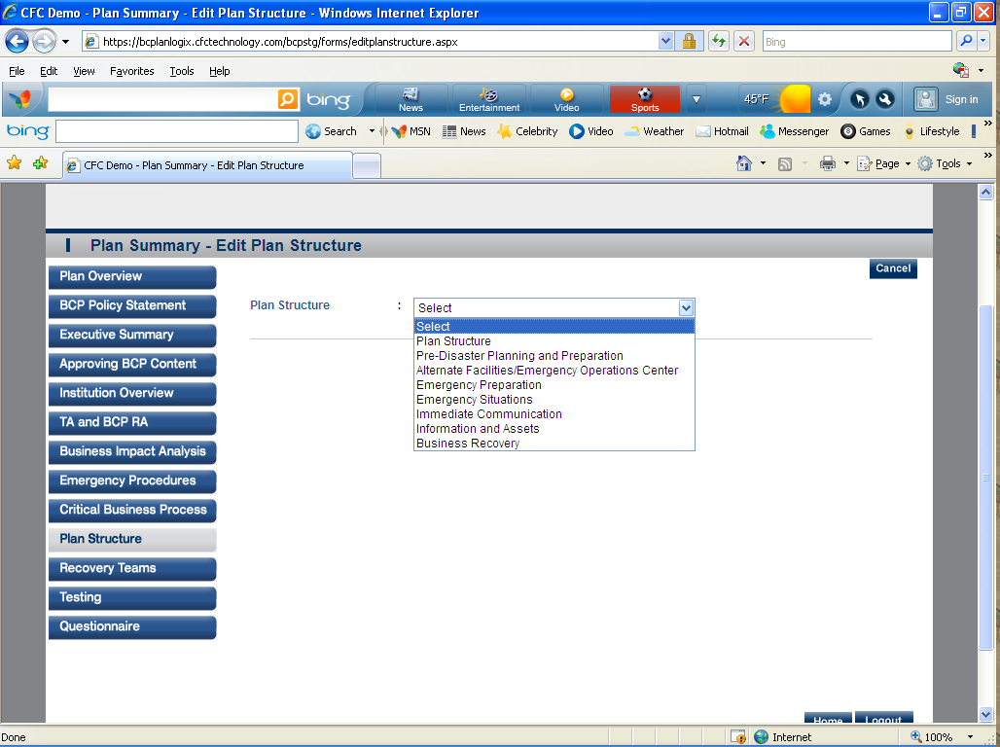 CFC Demo - Plan Summary - Edit Plan Structure - Windows Internet Explorer
https://bcplanlogix.cfctechnology.com/bcpstg/forms/editplanstructure.aspx
Bing
File Edit View Favorites Tools Help
bing News Entertainment Video Sports 45°F Sign in
bing Search MSN News Celebrity Video Weather Hotmail Messenger Games Lifestyle
CFC Demo - Plan Summary - Edit Plan Structure
Page Tools
Plan Summary - Edit Plan Structure
Cancel
Plan Overview
BCP Policy Statement
Executive Summary
Approving BCP Content
Institution Overview
TA and BCP RA
Business Impact Analysis
Emergency Procedures
Critical Business Process
Plan Structure
Recovery Teams
Testing
Questionnaire
Plan Structure : Select
Select
Plan Structure
Pre-Disaster Planning and Preparation
Alternate Facilities/Emergency Operations Center
Emergency Preparation
Emergency Situations
Immediate Communication
Information and Assets
Business Recovery
Home Logout
Done Internet 100%